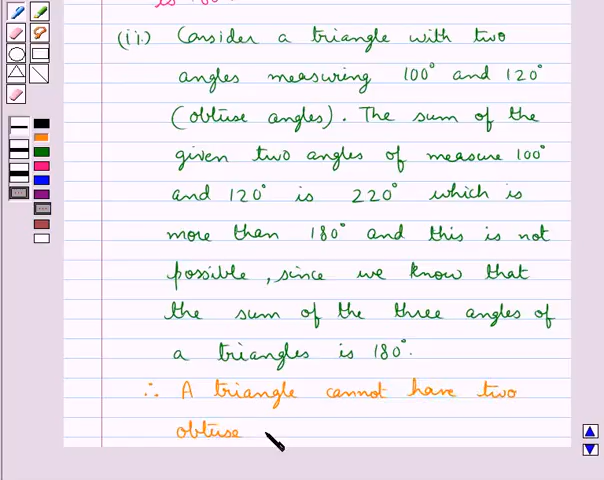 is 180°.
(ii) Consider a triangle with two
angles measuring 100° and 120°
(obtuse angles). The sum of the
given two angles of measure 100°
and 120° is 220° which is
more than 180° and this is not
possible, since we know that
the sum of the three angles of
a triangles is 180°.
∴ A triangle cannot have two
obtuse